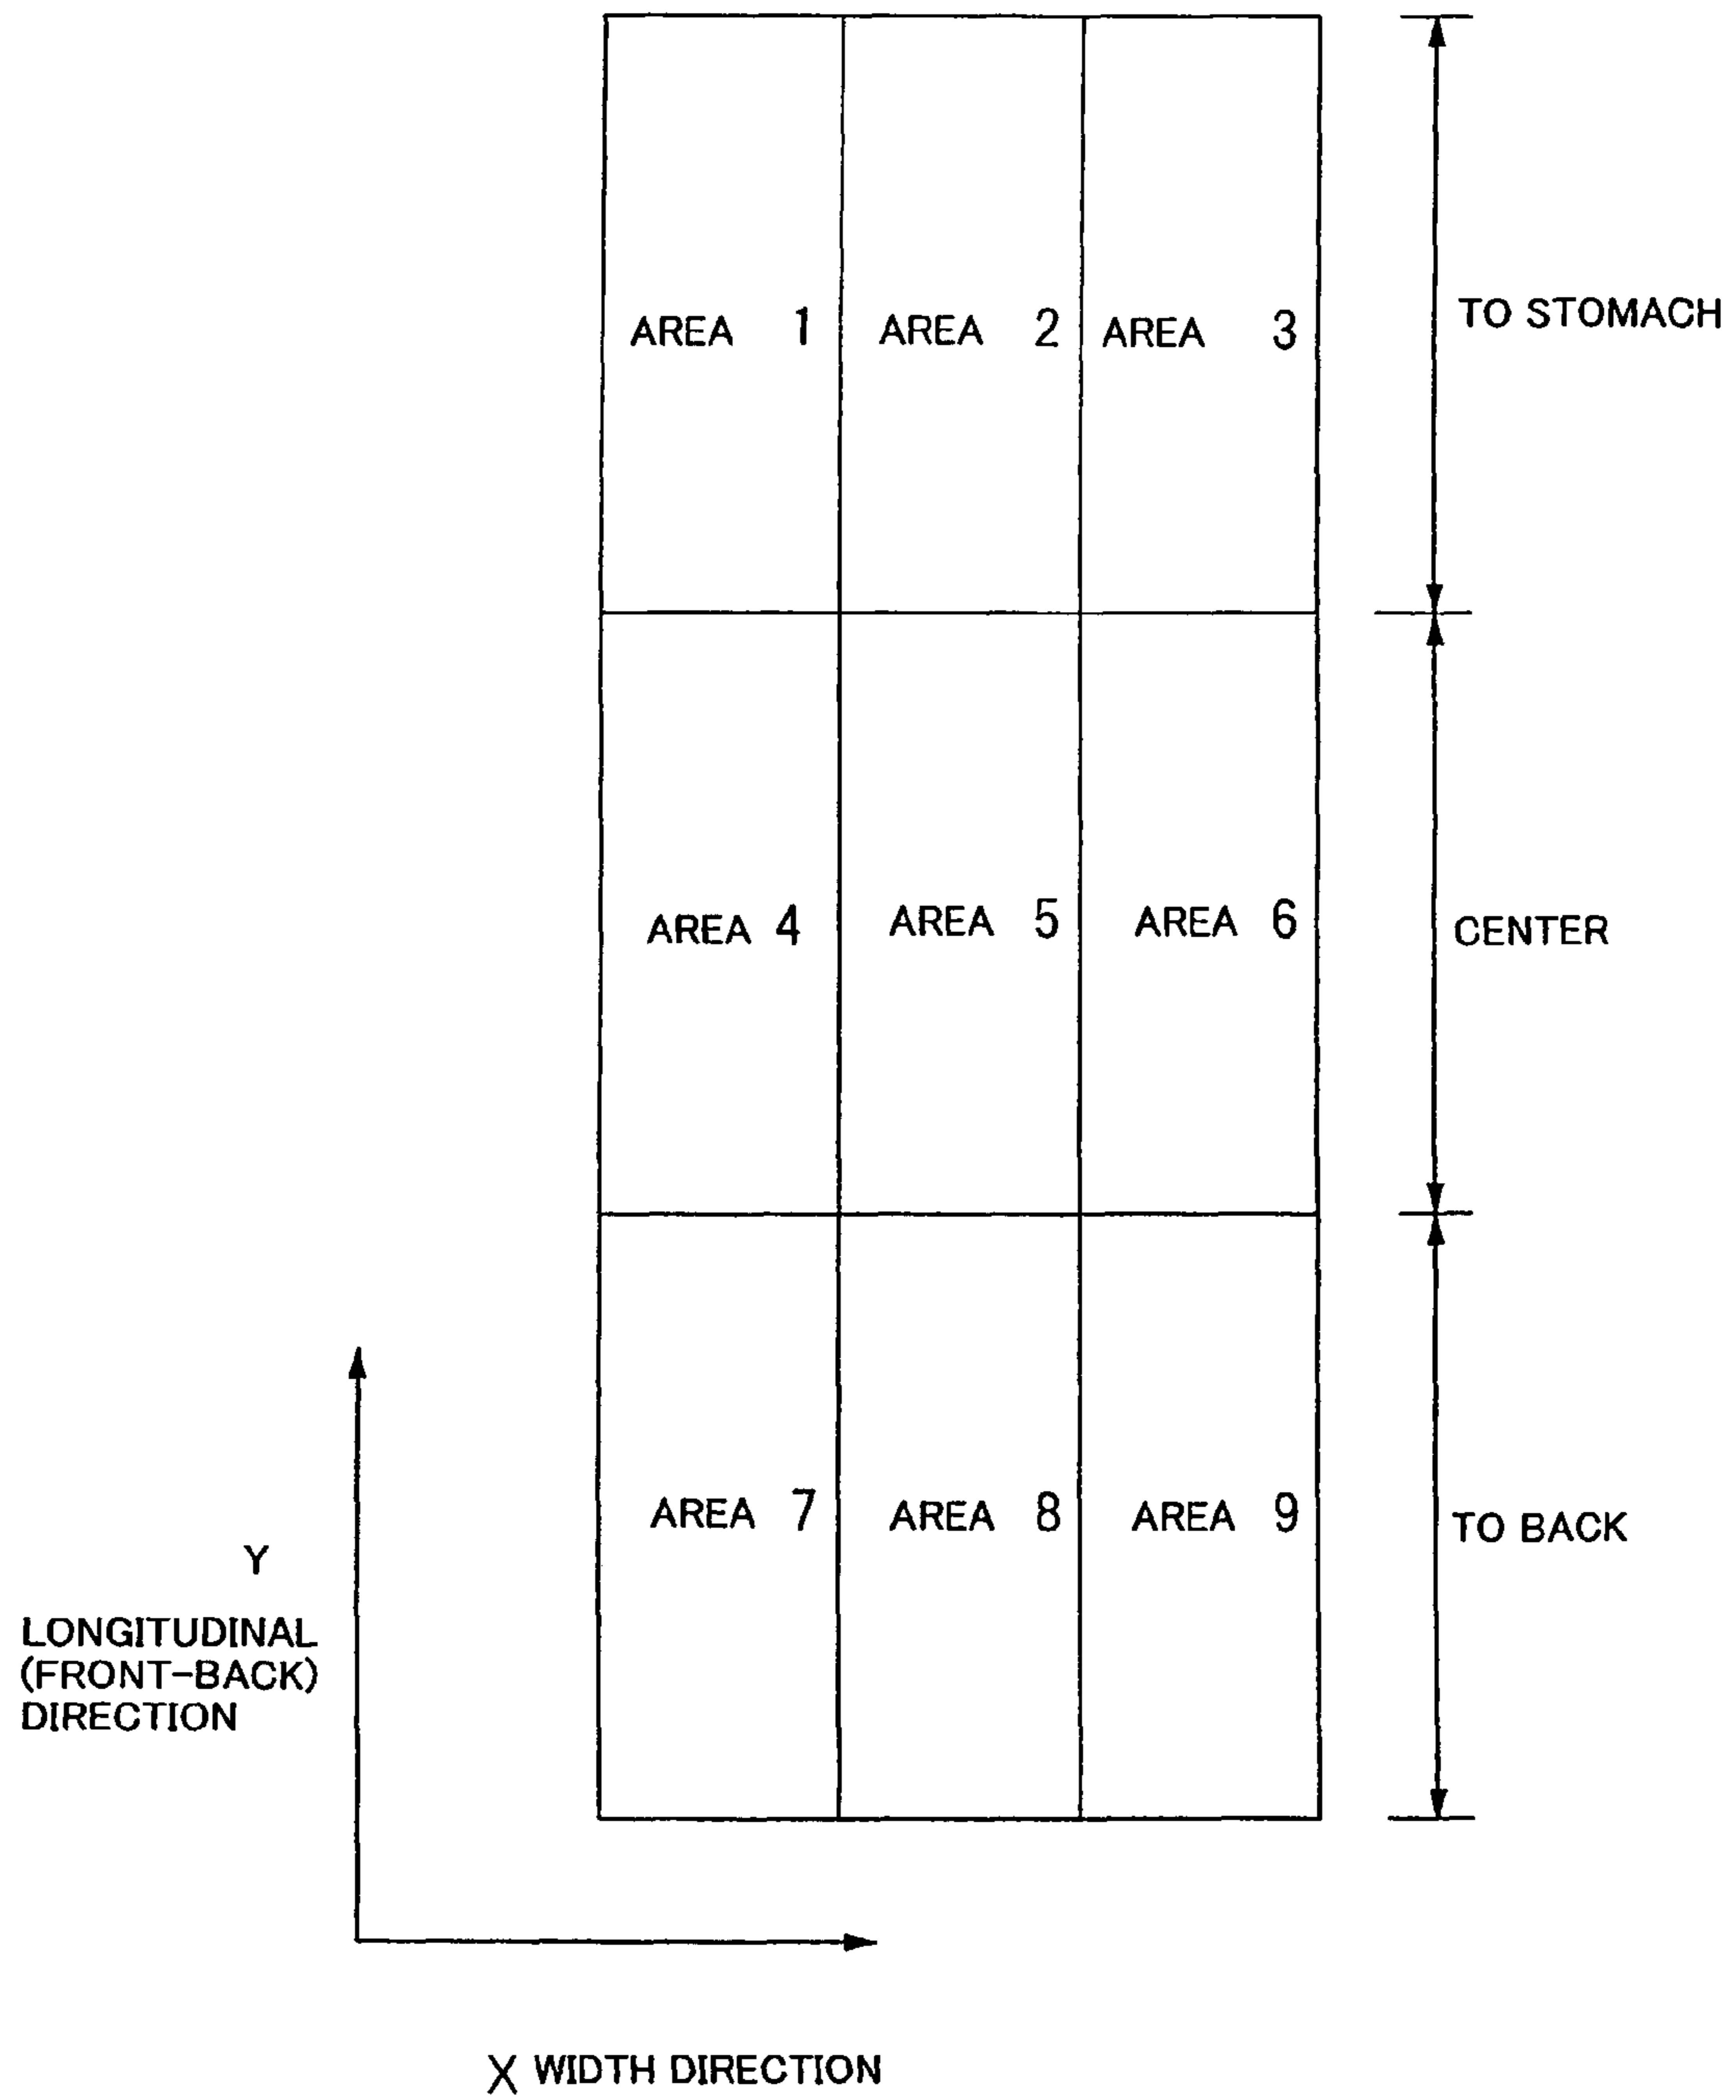 AREA 1 AREA 2 AREA 3 TO STOMACH
AREA 4 AREA 5 AREA 6 CENTER
AREA 7 AREA 8 AREA 9 TO BACK
Y
LONGITUDINAL
(FRONT-BACK)
DIRECTION
X WIDTH DIRECTION